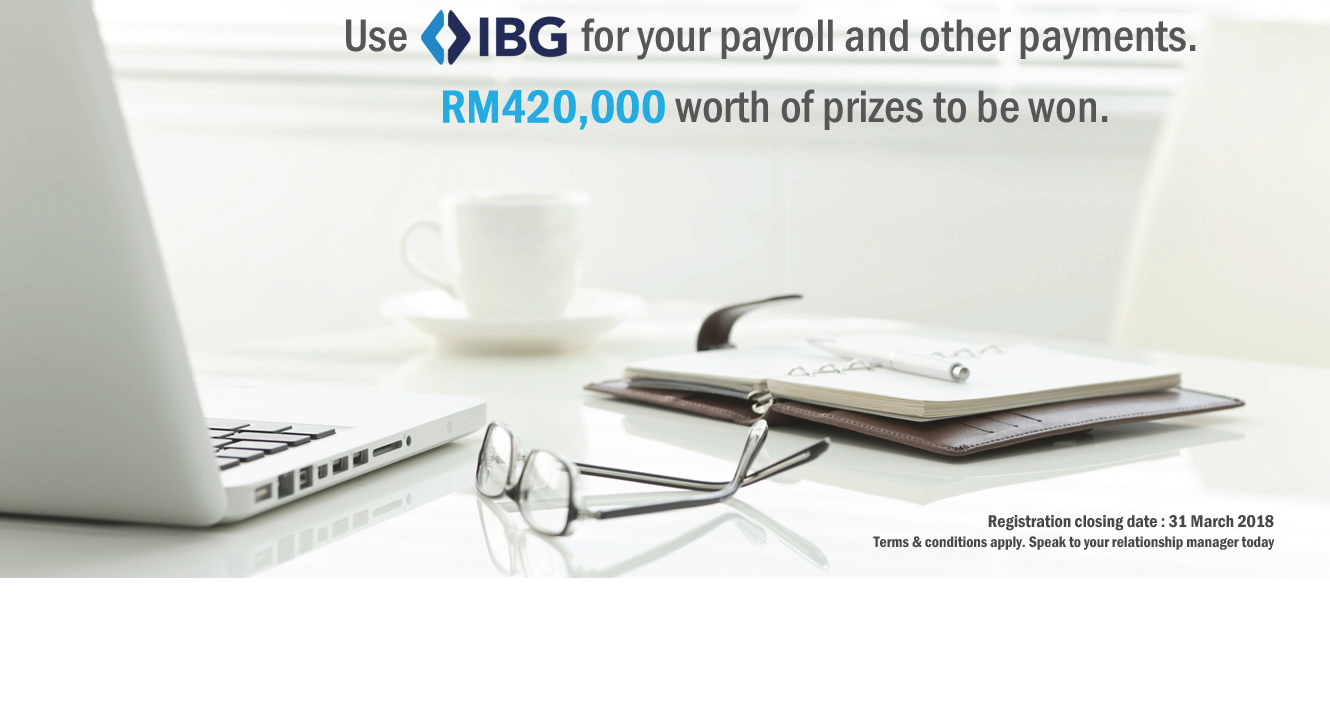 Use IBG for your payroll and other payments.
RM420,000 worth of prizes to be won.
Registration closing date : 31 March 2018
Terms & conditions apply. Speak to your relationship manager today